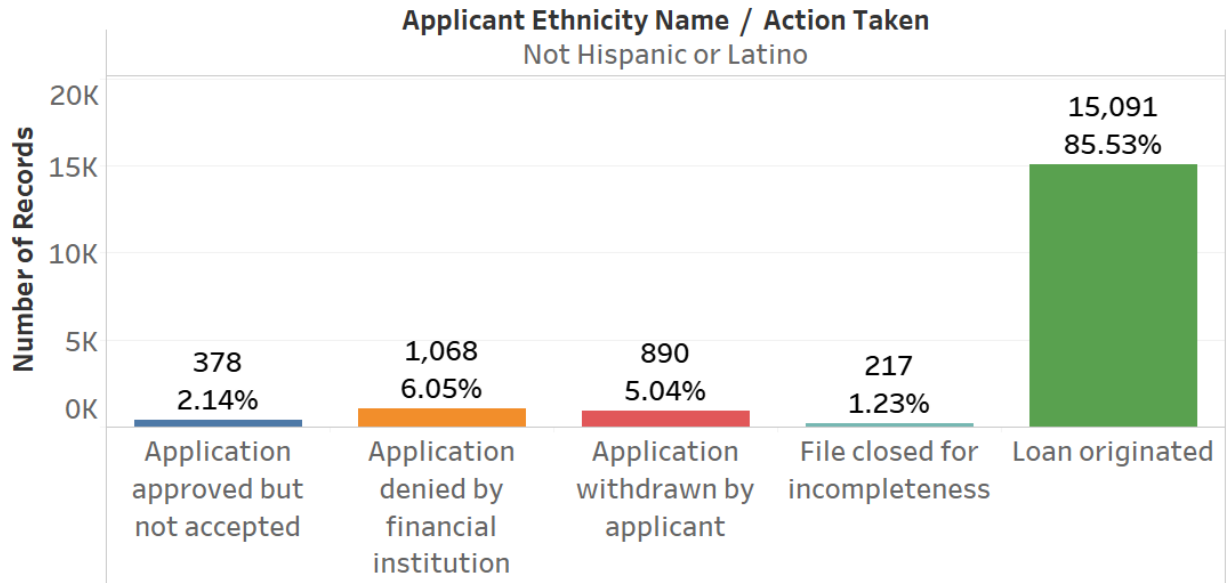 Applicant Ethnicity Name / Action Taken
Not Hispanic or Latino
Number of Records
20K
15K
10K
5K
0K
378
2.14%
1,068
6.05%
890
5.04%
217
1.23%
15,091
85.53%
Application
approved but
not accepted
Application
denied by
financial
institution
Application
withdrawn by
applicant
File closed for
incompleteness
Loan originated